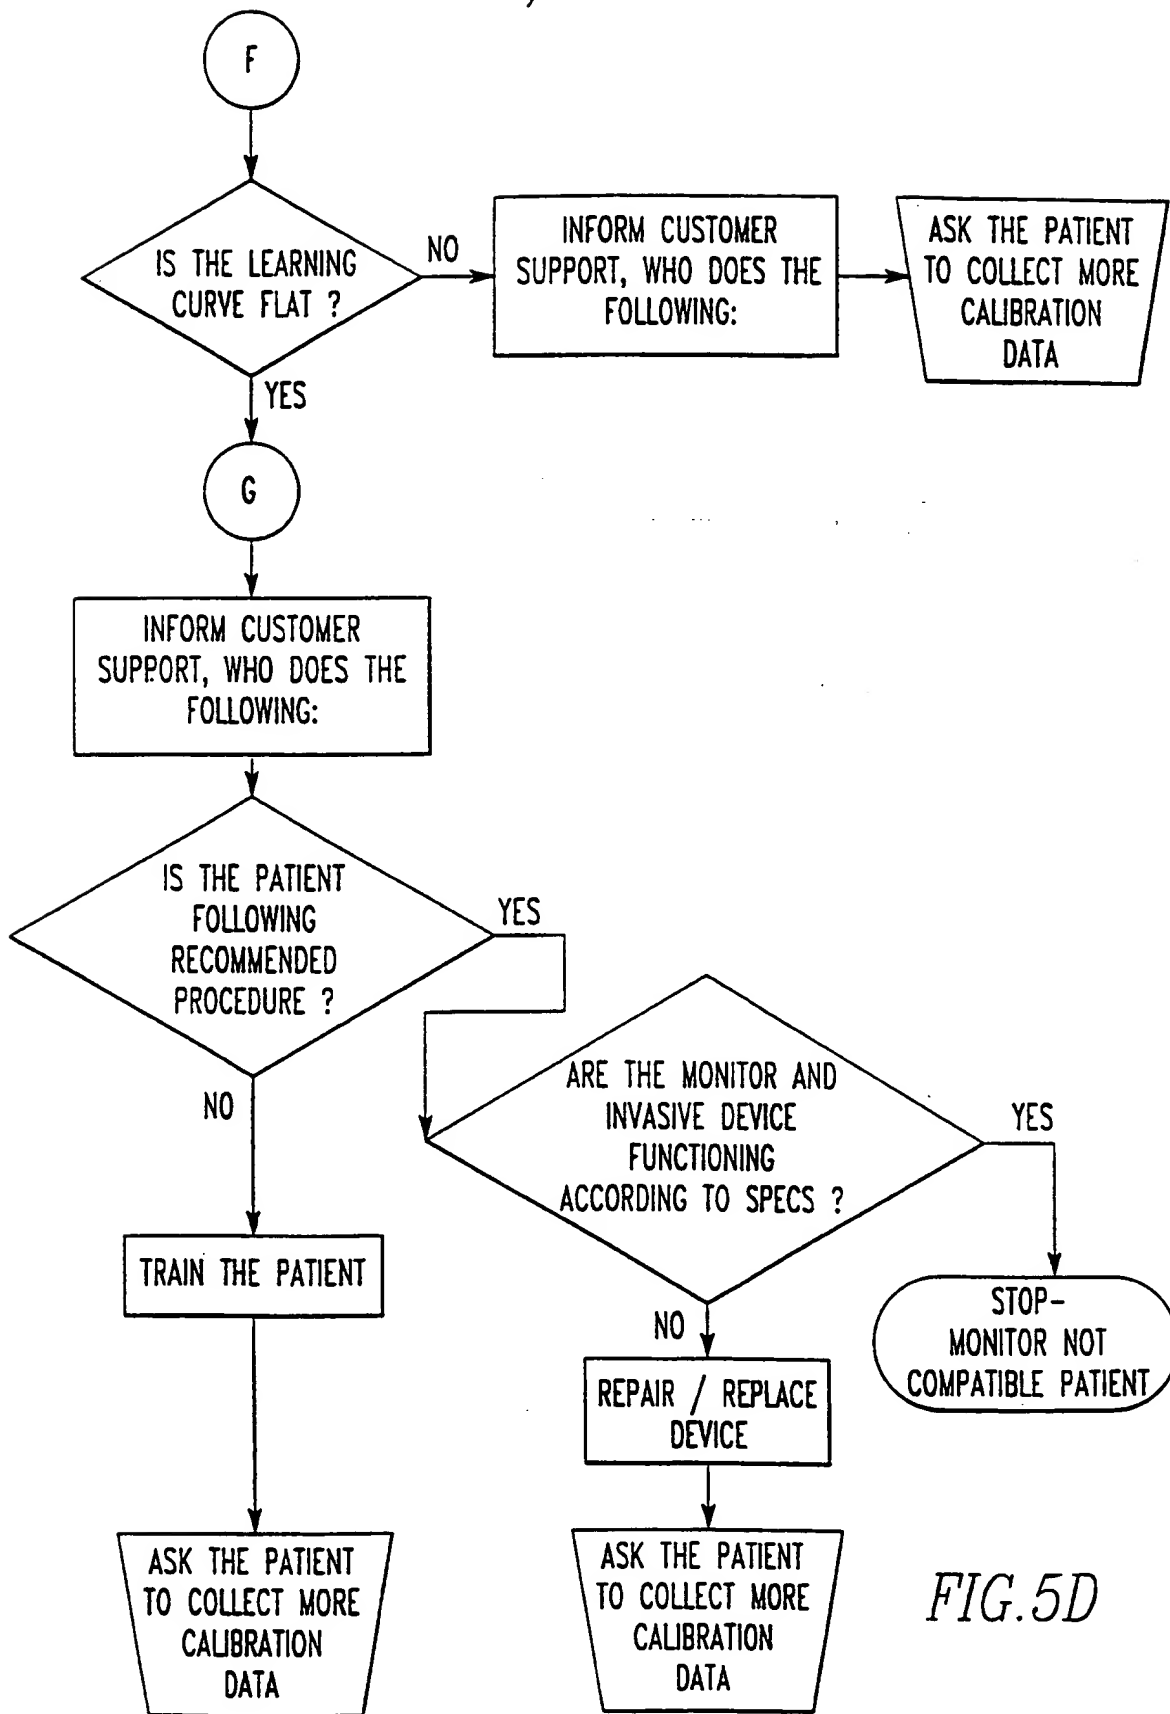 F
IS THE LEARNING
CURVE FLAT ?
NO
INFORM CUSTOMER
SUPPORT, WHO DOES THE
FOLLOWING:
ASK THE PATIENT
TO COLLECT MORE
CALIBRATION
DATA
YES
G
INFORM CUSTOMER
SUPPORT, WHO DOES THE
FOLLOWING:
IS THE PATIENT
FOLLOWING
RECOMMENDED
PROCEDURE ?
YES
NO
ARE THE MONITOR AND
INVASIVE DEVICE
FUNCTIONING
ACCORDING TO SPECS ?
YES
TRAIN THE PATIENT
NO
STOP-
MONITOR NOT
COMPATIBLE PATIENT
REPAIR / REPLACE
DEVICE
ASK THE PATIENT
TO COLLECT MORE
CALIBRATION
DATA
ASK THE PATIENT
TO COLLECT MORE
CALIBRATION
DATA
FIG.5D